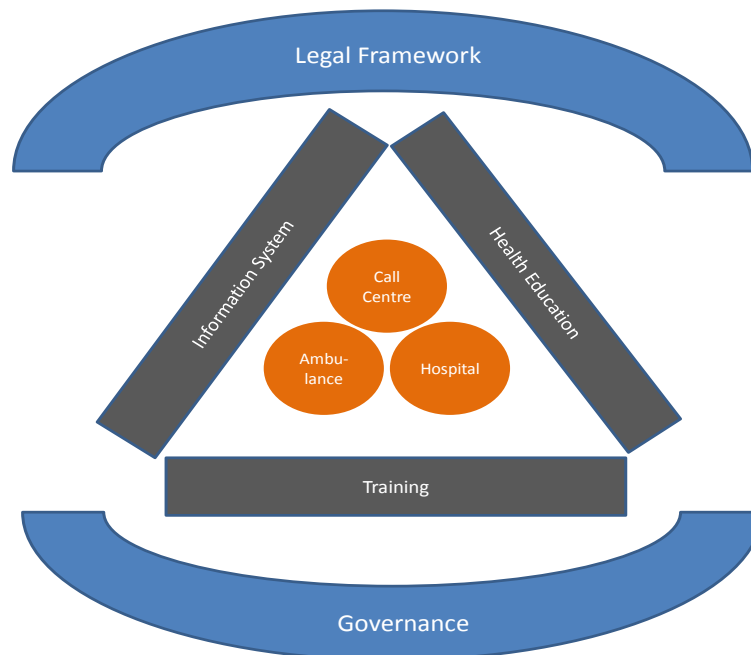 Legal Framework
Information System
Health Education
Call
Centre
Ambu-
lance
Hospital
Training
Governance